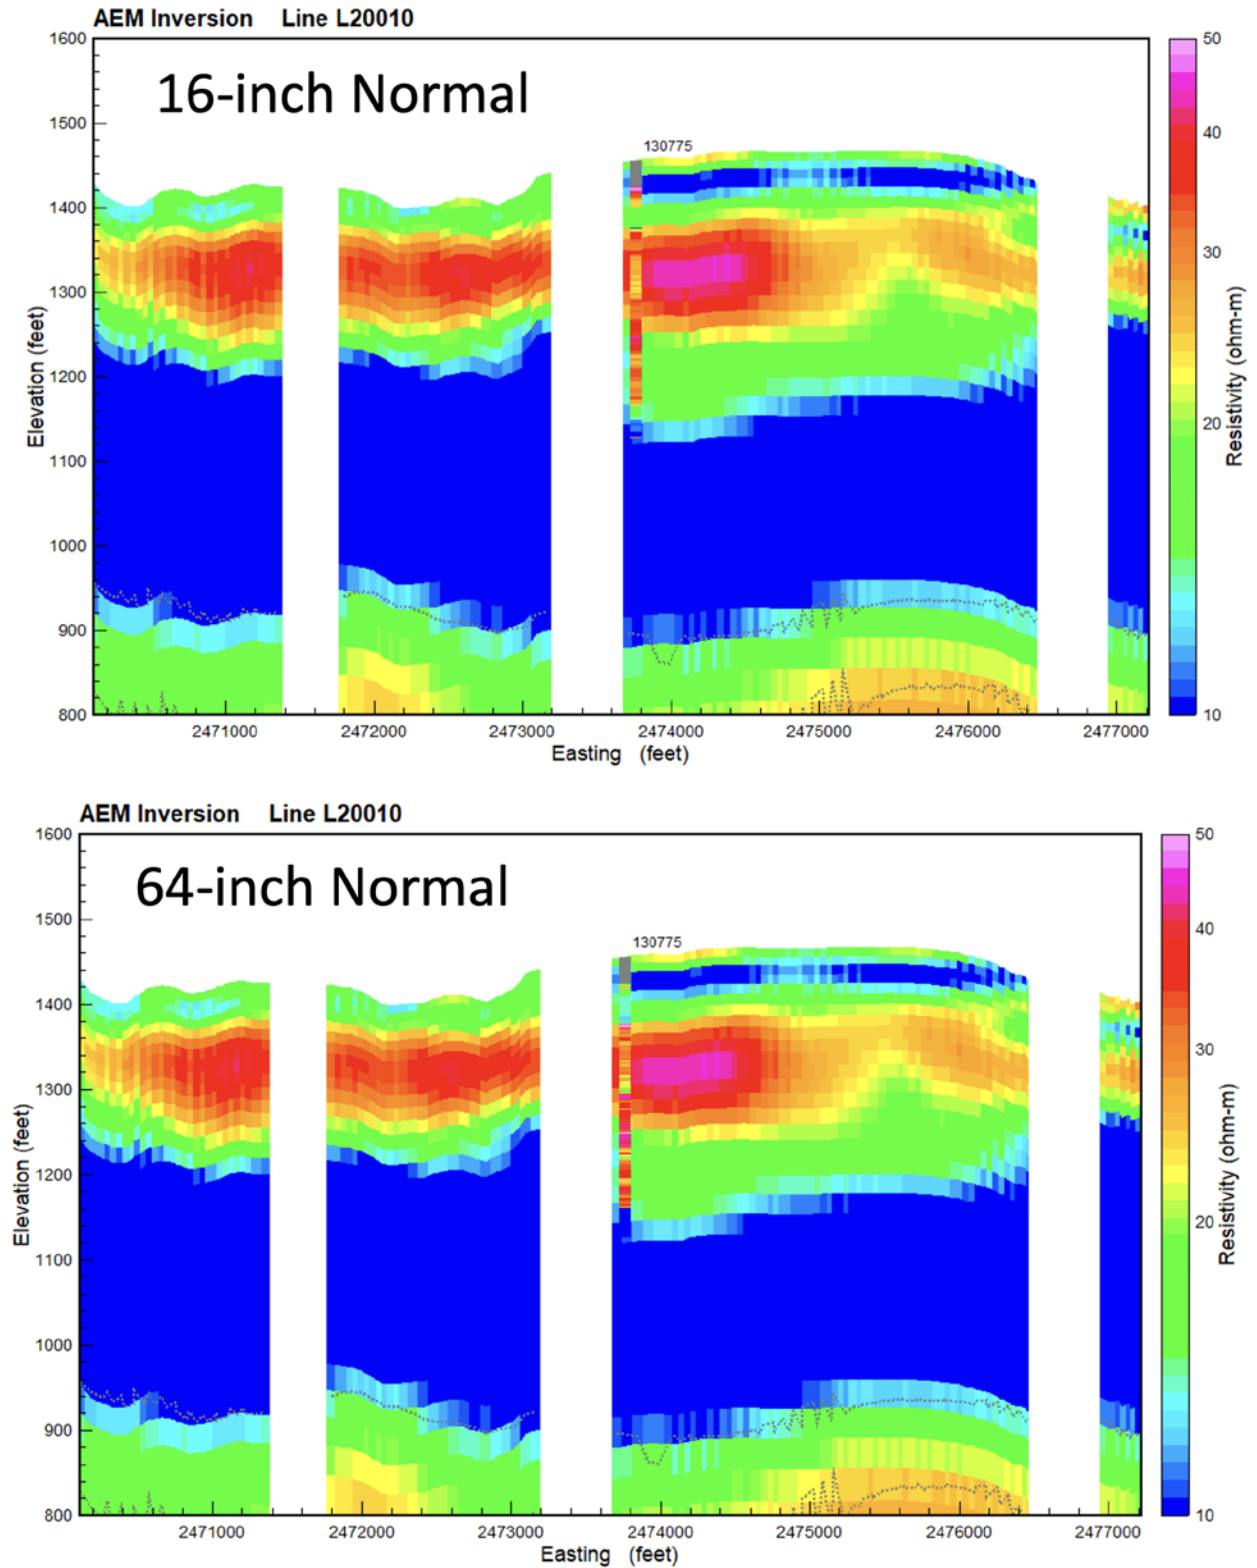 AEM Inversion Line L20010
16-inch Normal
1600
1500
1400
1300
1200
1100
1000
900
800
Elevation (feet)
130775
2471000 2472000 2473000 2474000 2475000 2476000 2477000
Easting (feet)
50
40
30
20
10
Resistivity (ohm-m)
AEM Inversion Line L20010
64-inch Normal
1600
1500
1400
1300
1200
1100
1000
900
800
Elevation (feet)
130775
2471000 2472000 2473000 2474000 2475000 2476000 2477000
Easting (feet)
50
40
30
20
10
Resistivity (ohm-m)